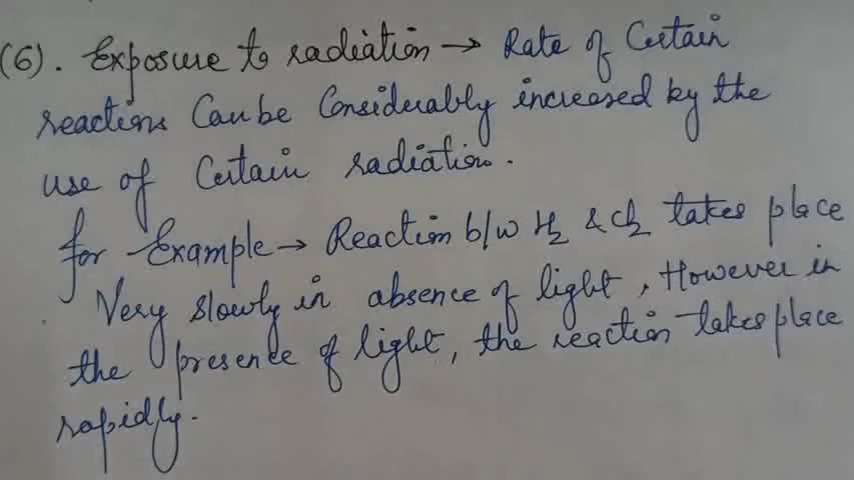 (6). Exposure to radiation → Rate of Certain
reactions Can be Considerably increased by the
use of Certain radiation.
for Example → Reaction b/w H2 & Cl2 takes place
Very slowly in absence of light, However in
the presence of light, the reaction takes place
rapidly.